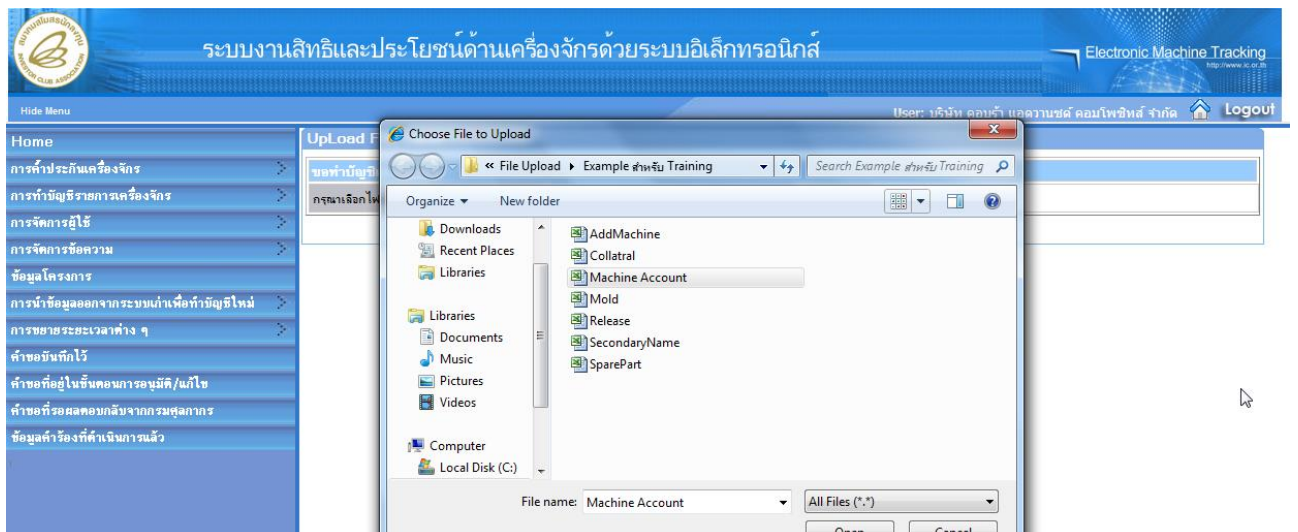 INVESTOR CLUB ASSOCIATION
ระบบงานสิทธิและประโยชน์ด้านเครื่องจักรด้วยระบบอิเล็กทรอนิกส์
Electronic Machine Tracking
http://www.ic.or.th
Hide Menu
User: บริษัท คอบร้า แอดวานซด์ คอมโพซิทส์ จำกัด
Logout
Home
การค้ำประกันเครื่องจักร
การทำบัญชีรายการเครื่องจักร
การจัดการผู้ใช้
การจัดการข้อความ
ข้อมูลโครงการ
การนำข้อมูลออกจากระบบเก่าเพื่อทำบัญชีใหม่
การขยายระยะเวลาต่าง ๆ
คำขอบันทึกไว้
คำขอที่อยู่ในขั้นตอนการอนุมัติ/แก้ไข
คำขอที่รอผลตอบกลับจากกรมศุลกากร
ข้อมูลคำร้องที่ดำเนินการแล้ว
UpLoad F
ขอทำบัญชี
กรุณาเลือกไฟ
Choose File to Upload
« File Upload
Example สำหรับ Training
Search Example สำหรับ Training
Organize
New folder
Downloads
Recent Places
Libraries
Libraries
Documents
Music
Pictures
Videos
Computer
Local Disk (C:)
AddMachine
Collatral
Machine Account
Mold
Release
SecondaryName
SparePart
File name:
Machine Account
All Files (*.*)
Open
Cancel